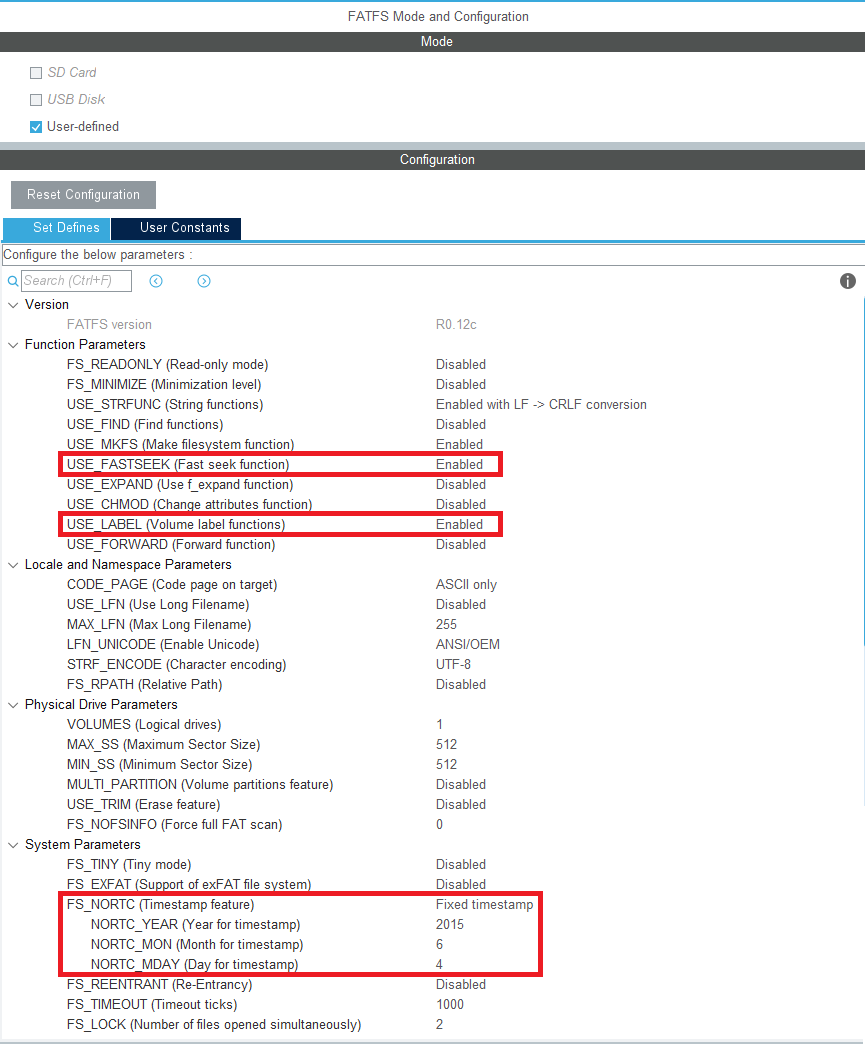 FATFS Mode and Configuration
Mode
SD Card
USB Disk
User-defined
Configuration
Reset Configuration
Set Defines User Constants
Configure the below parameters :
Search (Ctrl+F)
Version
FATFS version R0.12c
Function Parameters
FS_READONLY (Read-only mode) Disabled
FS_MINIMIZE (Minimization level) Disabled
USE_STRFUNC (String functions) Enabled with LF -> CRLF conversion
USE_FIND (Find functions) Disabled
USE_MKFS (Make filesystem function) Enabled
USE_FASTSEEK (Fast seek function) Enabled
USE_EXPAND (Use f_expand function) Disabled
USE_CHMOD (Change attributes function) Disabled
USE_LABEL (Volume label functions) Enabled
USE_FORWARD (Forward function) Disabled
Locale and Namespace Parameters
CODE_PAGE (Code page on target) ASCII only
USE_LFN (Use Long Filename) Disabled
MAX_LFN (Max Long Filename) 255
LFN_UNICODE (Enable Unicode) ANSI/OEM
STRF_ENCODE (Character encoding) UTF-8
FS_RPATH (Relative Path) Disabled
Physical Drive Parameters
VOLUMES (Logical drives) 1
MAX_SS (Maximum Sector Size) 512
MIN_SS (Minimum Sector Size) 512
MULTI_PARTITION (Volume partitions feature) Disabled
USE_TRIM (Erase feature) Disabled
FS_NOFSINFO (Force full FAT scan) 0
System Parameters
FS_TINY (Tiny mode) Disabled
FS_EXFAT (Support of exFAT file system) Disabled
FS_NORTC (Timestamp feature) Fixed timestamp
NORTC_YEAR (Year for timestamp) 2015
NORTC_MON (Month for timestamp) 6
NORTC_MDAY (Day for timestamp) 4
FS_REENTRANT (Re-Entrancy) Disabled
FS_TIMEOUT (Timeout ticks) 1000
FS_LOCK (Number of files opened simultaneously) 2